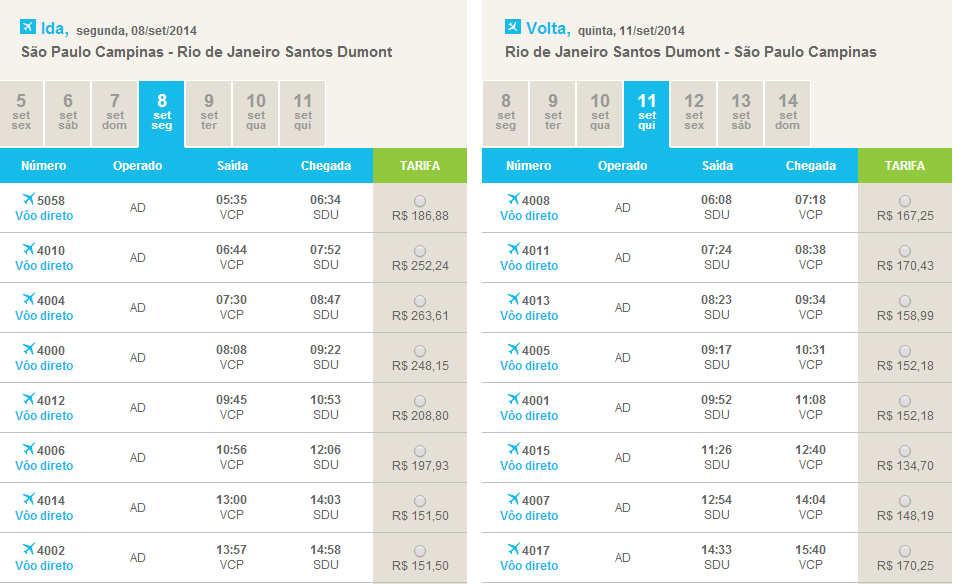 Ida, segunda, 08/set/2014
São Paulo Campinas - Rio de Janeiro Santos Dumont
5 6 7 8 9 10 11
set set set set set set set
sex sáb dom seg ter qua qui
Número Operado Saída Chegada TARIFA
5058 AD 05:35 06:34
Vôo direto VCP SDU R$ 186,88
4010 AD 06:44 07:52
Vôo direto VCP SDU R$ 252,24
4004 AD 07:30 08:47
Vôo direto VCP SDU R$ 263,61
4000 AD 08:08 09:22
Vôo direto VCP SDU R$ 248,15
4012 AD 09:45 10:53
Vôo direto VCP SDU R$ 208,80
4006 AD 10:56 12:06
Vôo direto VCP SDU R$ 197,93
4014 AD 13:00 14:03
Vôo direto VCP SDU R$ 151,50
4002 AD 13:57 14:58
Vôo direto VCP SDU R$ 151,50
Volta, quinta, 11/set/2014
Rio de Janeiro Santos Dumont - São Paulo Campinas
8 9 10 11 12 13 14
set set set set set set set
seg ter qua qui sex sáb dom
Número Operado Saída Chegada TARIFA
4008 AD 06:08 07:18
Vôo direto SDU VCP R$ 167,25
4011 AD 07:24 08:38
Vôo direto SDU VCP R$ 170,43
4013 AD 08:23 09:34
Vôo direto SDU VCP R$ 158,99
4005 AD 09:17 10:31
Vôo direto SDU VCP R$ 152,18
4001 AD 09:52 11:08
Vôo direto SDU VCP R$ 152,18
4015 AD 11:26 12:40
Vôo direto SDU VCP R$ 134,70
4007 AD 12:54 14:04
Vôo direto SDU VCP R$ 148,19
4017 AD 14:33 15:40
Vôo direto SDU VCP R$ 170,25